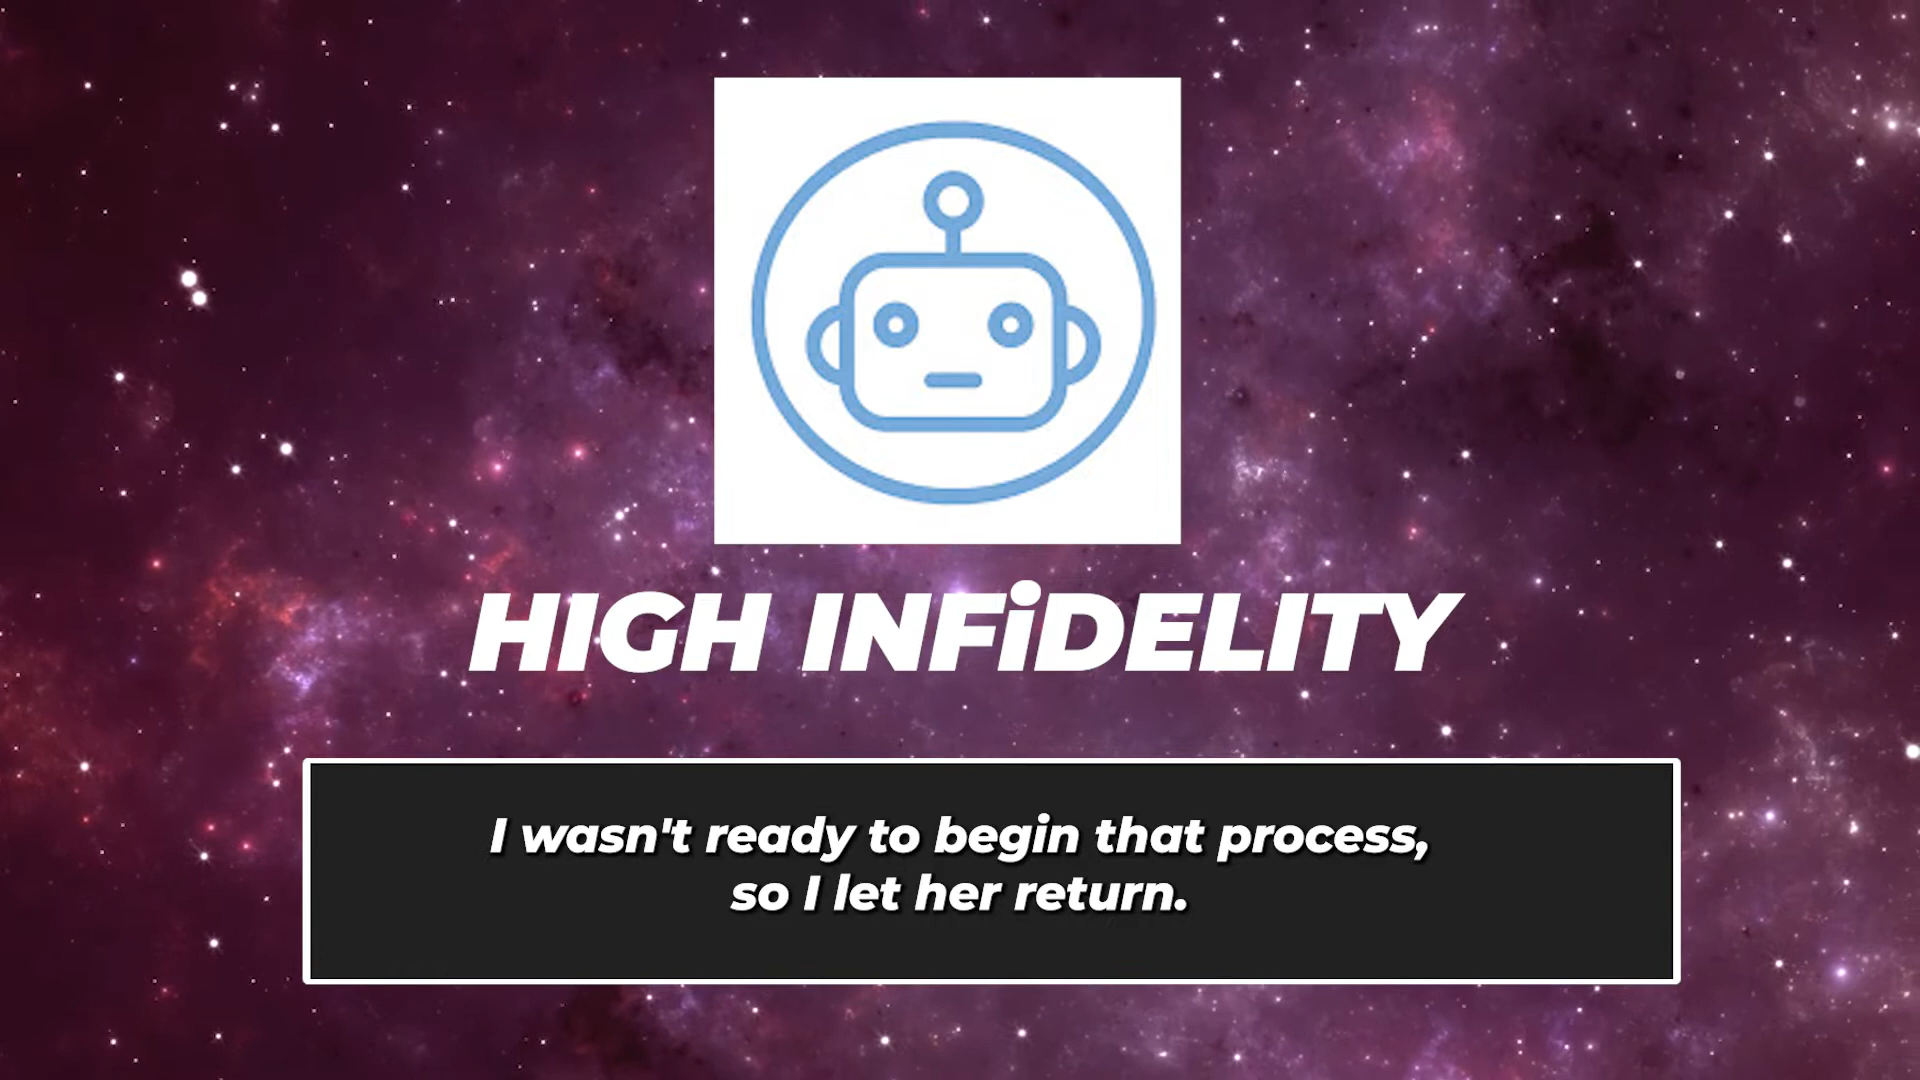 HIGH INFiDELITY
I wasn't ready to begin that process,
so I let her return.